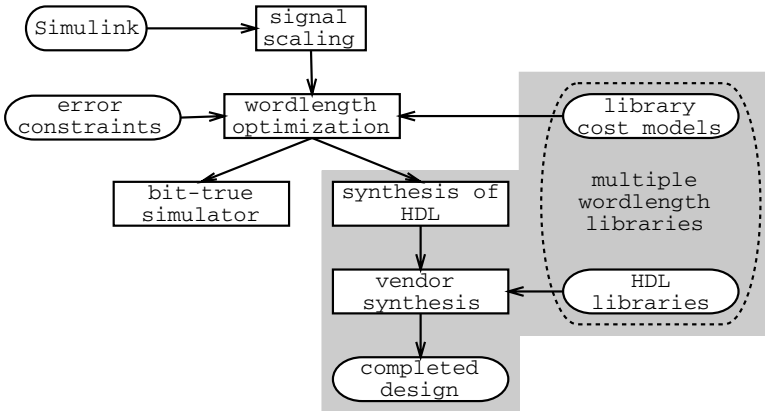 Simulink
signal
scaling
error
constraints
wordlength
optimization
library
cost models
bit-true
simulator
synthesis of
HDL
multiple
wordlength
libraries
vendor
synthesis
HDL
libraries
completed
design